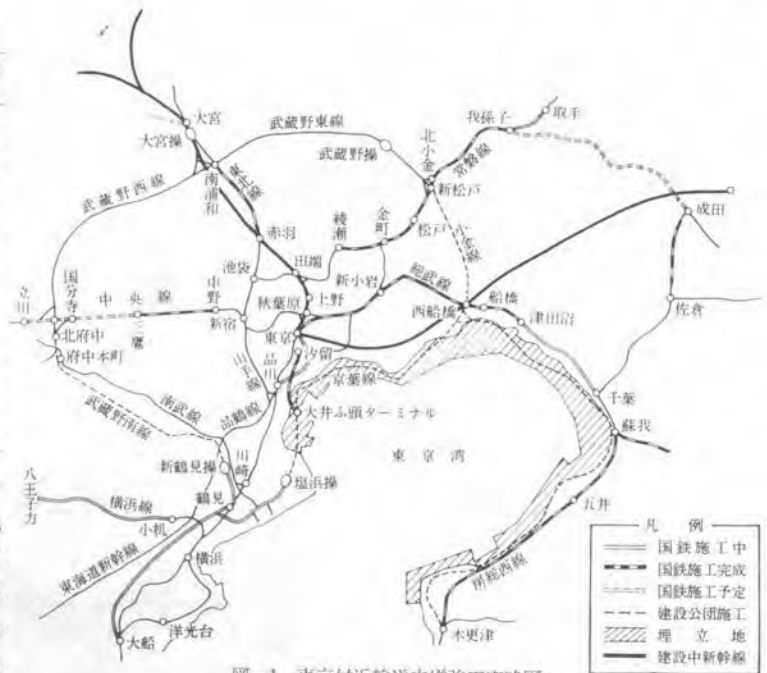 大宮
大宮操
武蔵野東線
武蔵野操
北小金
我孫子
取手
常磐線
新松戸
成田
武蔵野西線
南浦和
東北線
赤羽
綾瀬
金町
松戸
小金線
立川
国分寺
中央線
三鷹
中野
池袋
田端
新小岩
総武線
船橋
西船橋
津田沼
佐倉
北府中
府中本町
新宿
秋葉原
上野
東京
汐留
山手線
品川
京葉線
千葉
蘇我
南武線
武蔵野南線
品鶴線
大井ふ頭ターミナル
東京湾
新鶴見操
川崎
塩浜操
五井
八王子方
横浜線
小机
鶴見
東海道新幹線
横浜
房総西線
木更津
大船
洋光台
凡例
国鉄施工中
国鉄施工完成
国鉄施工予定
建設公団施工
埋立地
建設中新幹線